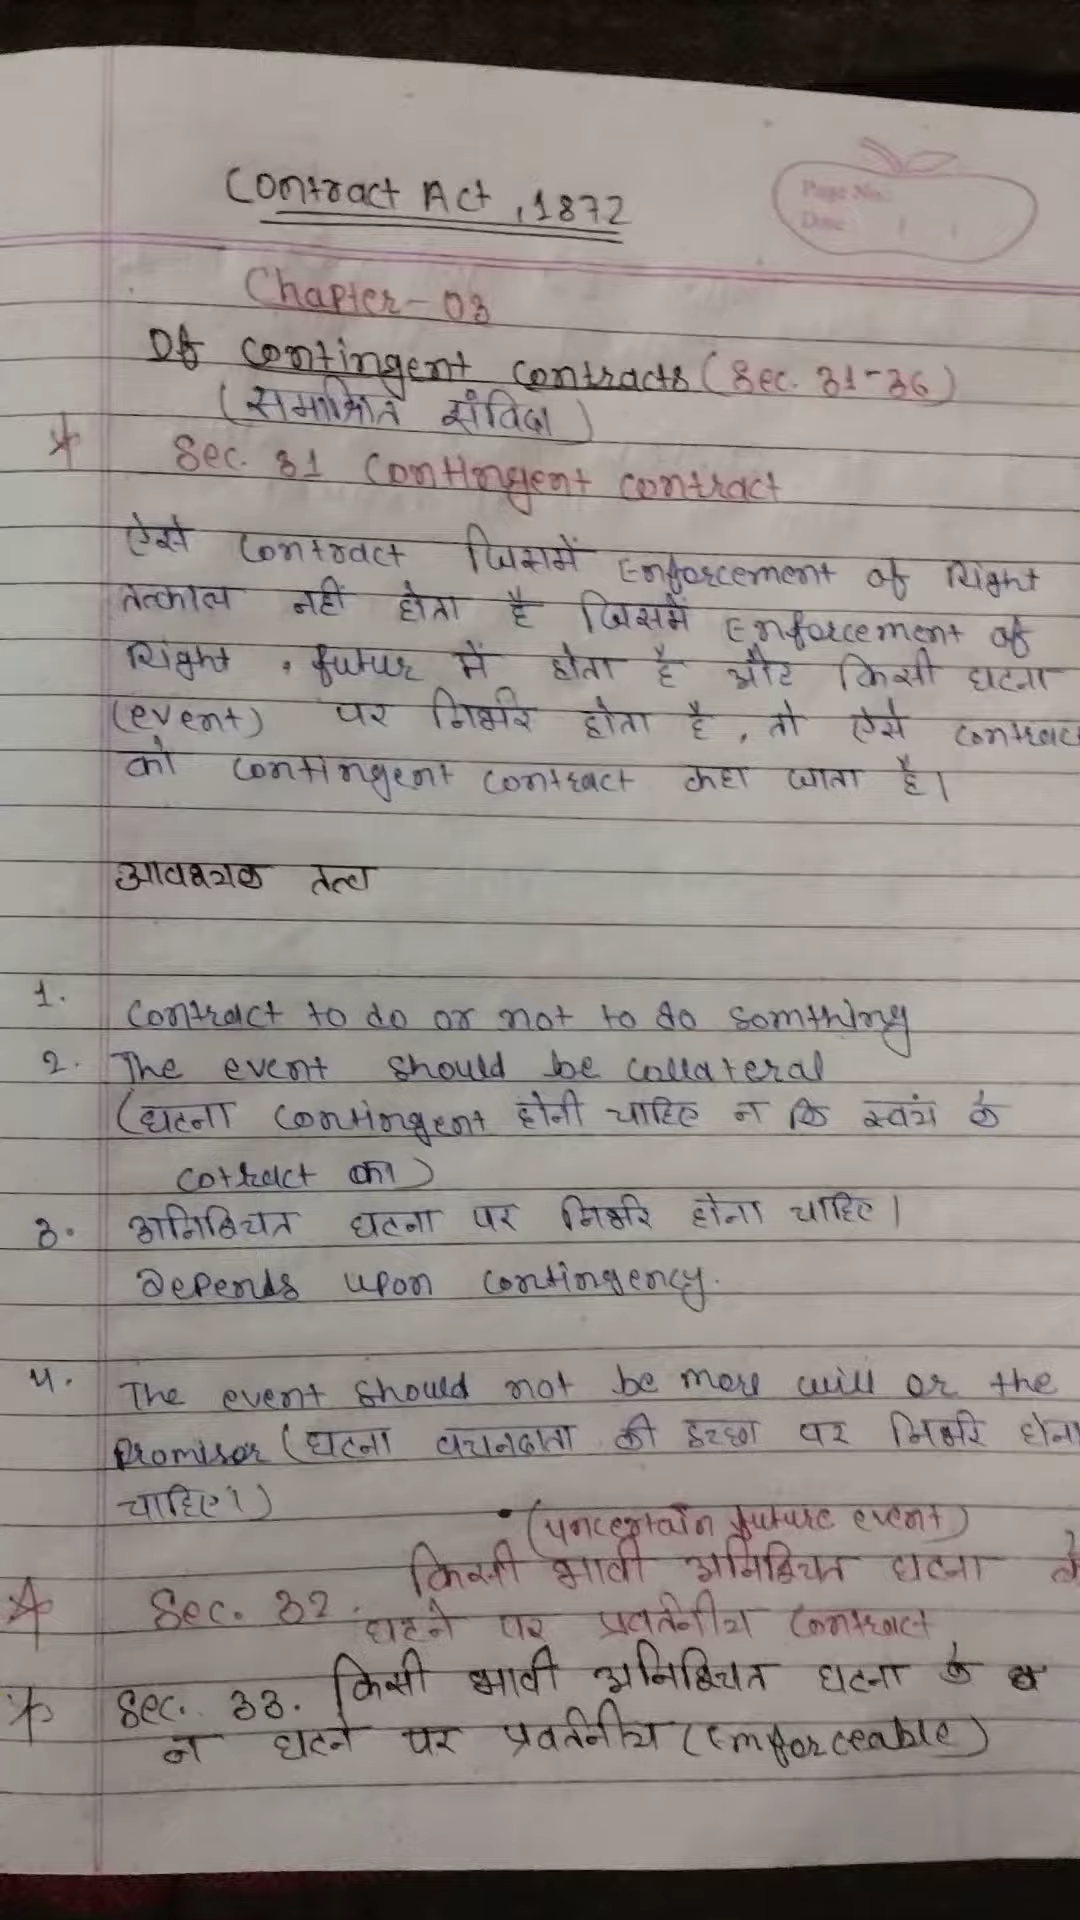 Contract Act, 1872
Page No.
Date
Chapter-03
Of contingent contracts (Sec. 31-36)
(समाश्रित संविदा)
Sec. 31 Contingent contract
ऐसे contract जिसमें Enforcement of Right
तत्काल नहीं होता है जिसमें Enforcement of
Right, futur में होता है और किसी घटना
(event) पर निर्भर होता है, तो ऐसे contrac
को contingent contract कहा जाता है।
आवश्यक तत्व
1. Contract to do or not to do somthing
2. The event should be collateral
(घटना contingent होनी चाहिए न कि स्वयं के
cotract का)
3. अनिश्चित घटना पर निर्भर होना चाहिए।
Depends upon contingency.
4. The event should not be mere will or the
Promisor (घटना वचनदाता की इच्छा पर निर्भर होना
चाहिए।)
(uncertain future event)
किसी भावी अनिश्चित घटना के
Sec. 32. घटने पर प्रवर्तनीय Contract
Sec. 33. किसी भावी अनिश्चित घटना के
न घटने पर प्रवर्तनीय (Emforceable)